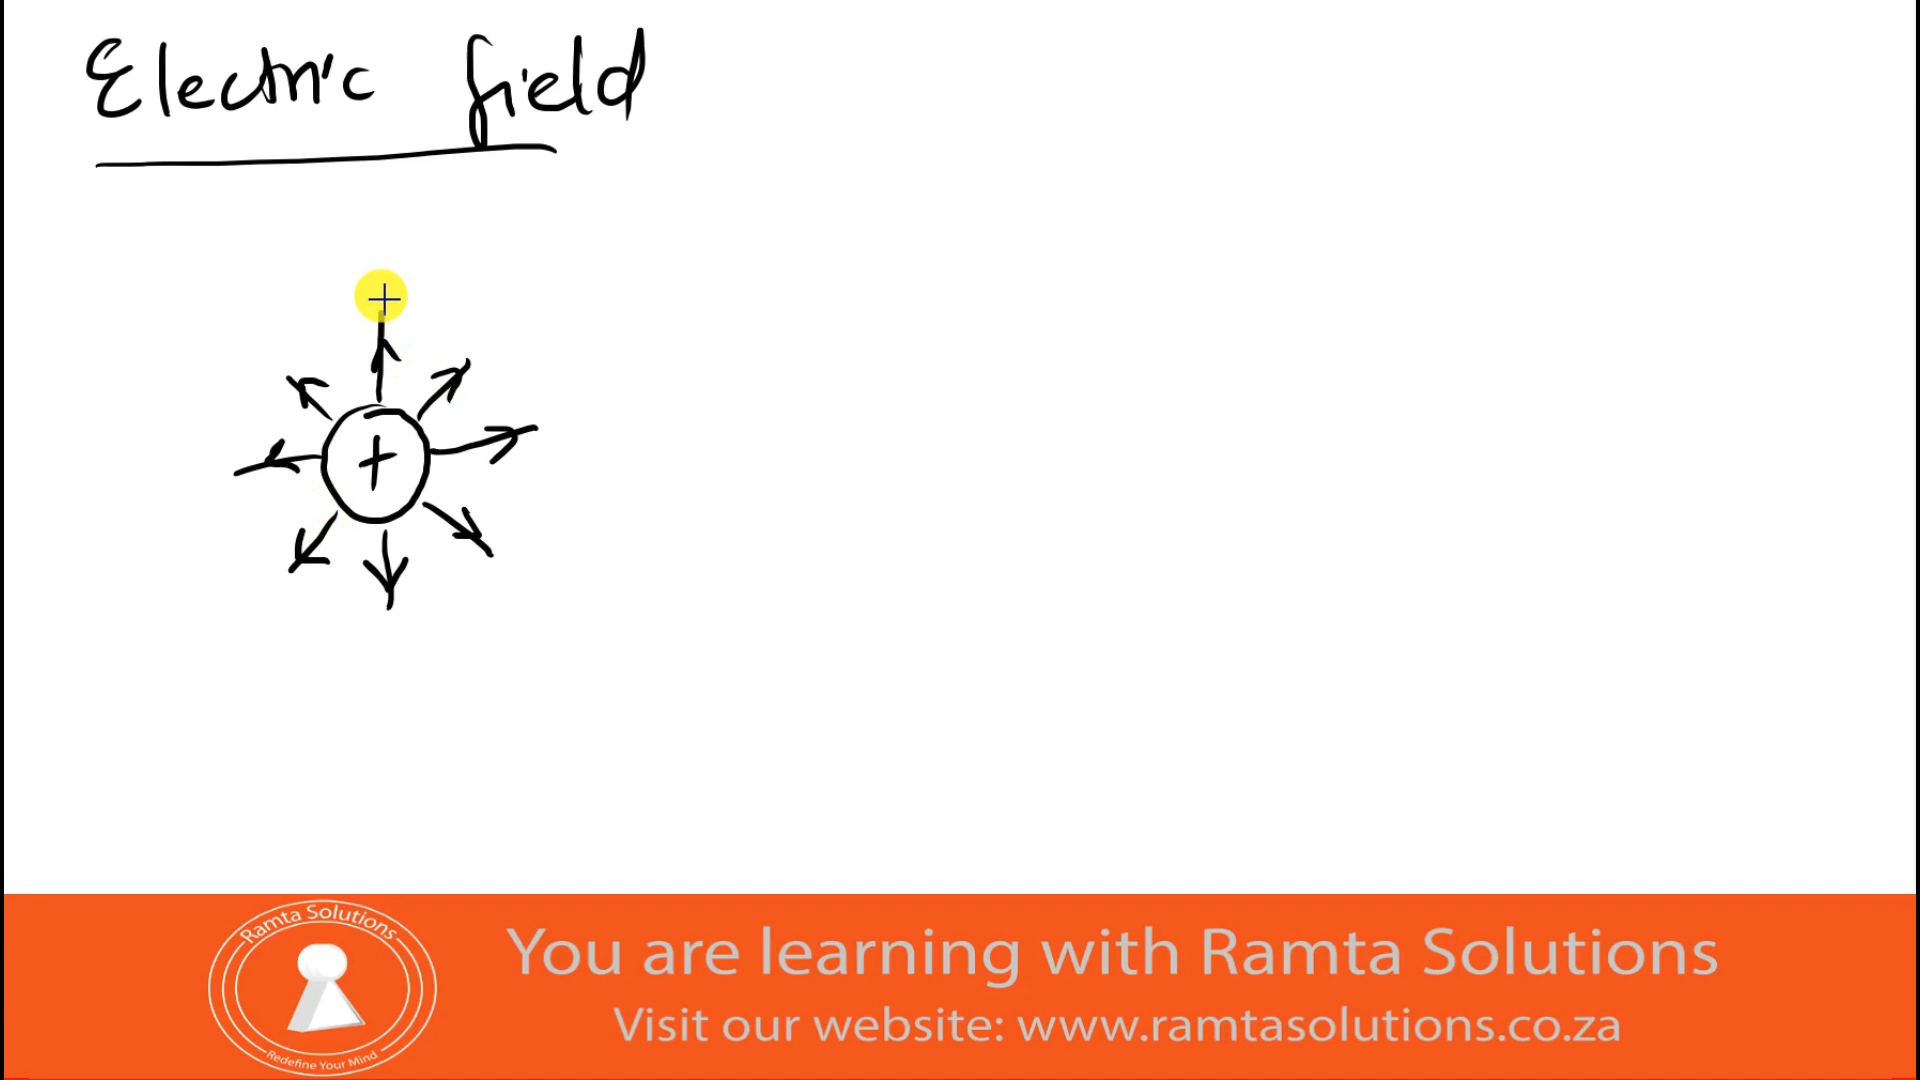 Electric field
+
Ramta Solutions
Redefine Your Mind
You are learning with Ramta Solutions
Visit our website: www.ramtasolutions.co.za